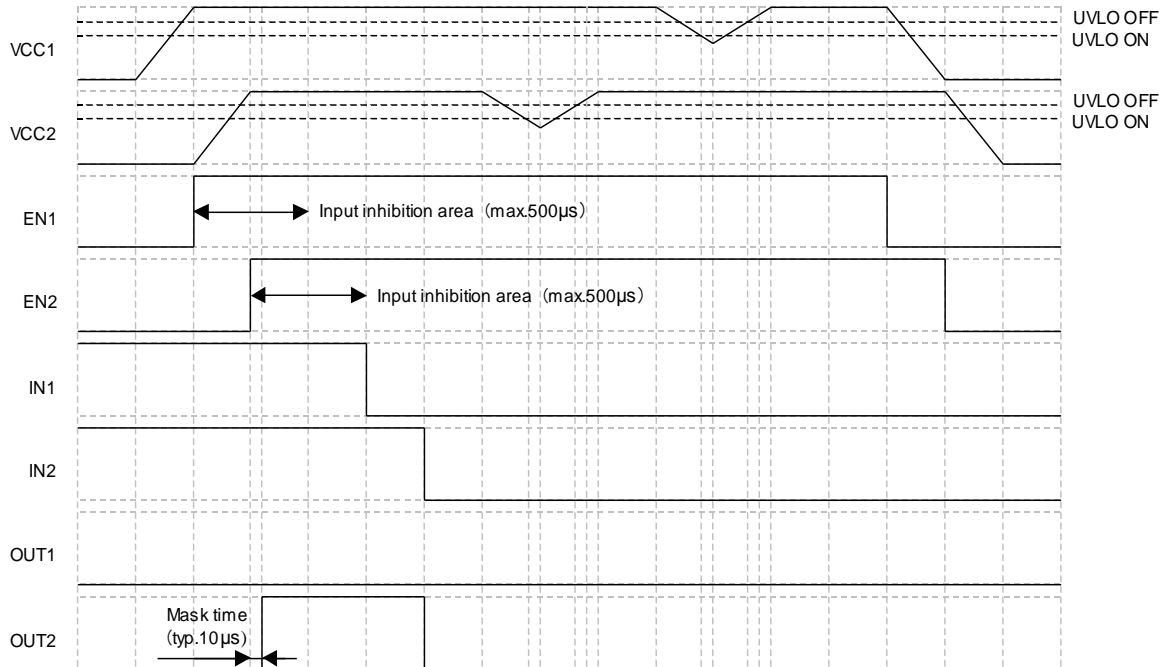 VCC1
UVLO OFF
UVLO ON
VCC2
UVLO OFF
UVLO ON
EN1
Input inhibition area (max.500μs)
EN2
Input inhibition area (max.500μs)
IN1
IN2
OUT1
OUT2
Mask time
(typ.10μs)